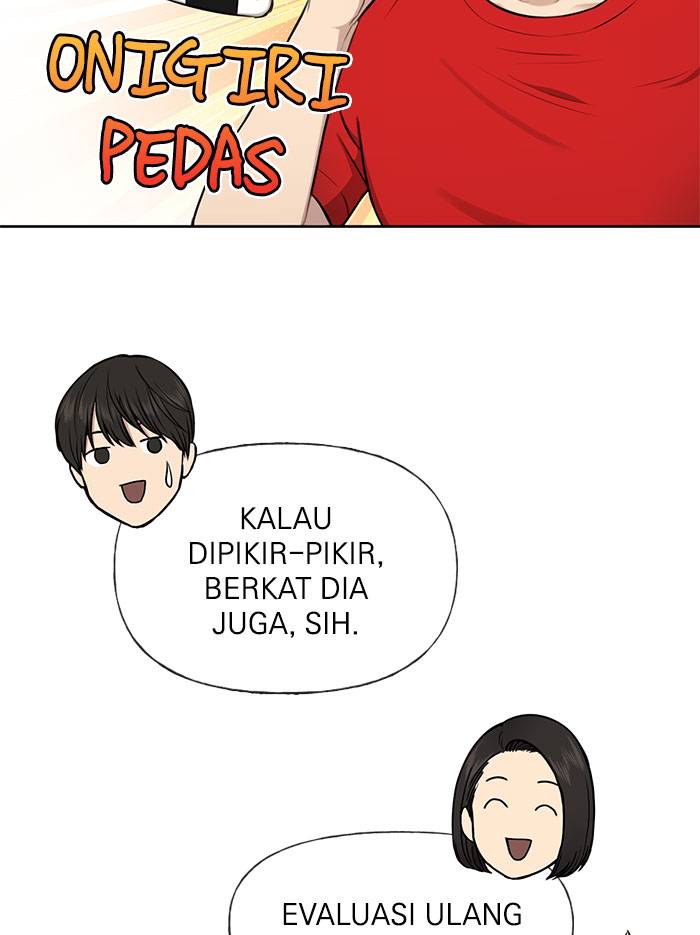 ONIGIRI
PEDAS
KALAU
DIPIKIR-PIKIR,
BERKAT DIA
JUGA, SIH.
EVALUASI ULANG